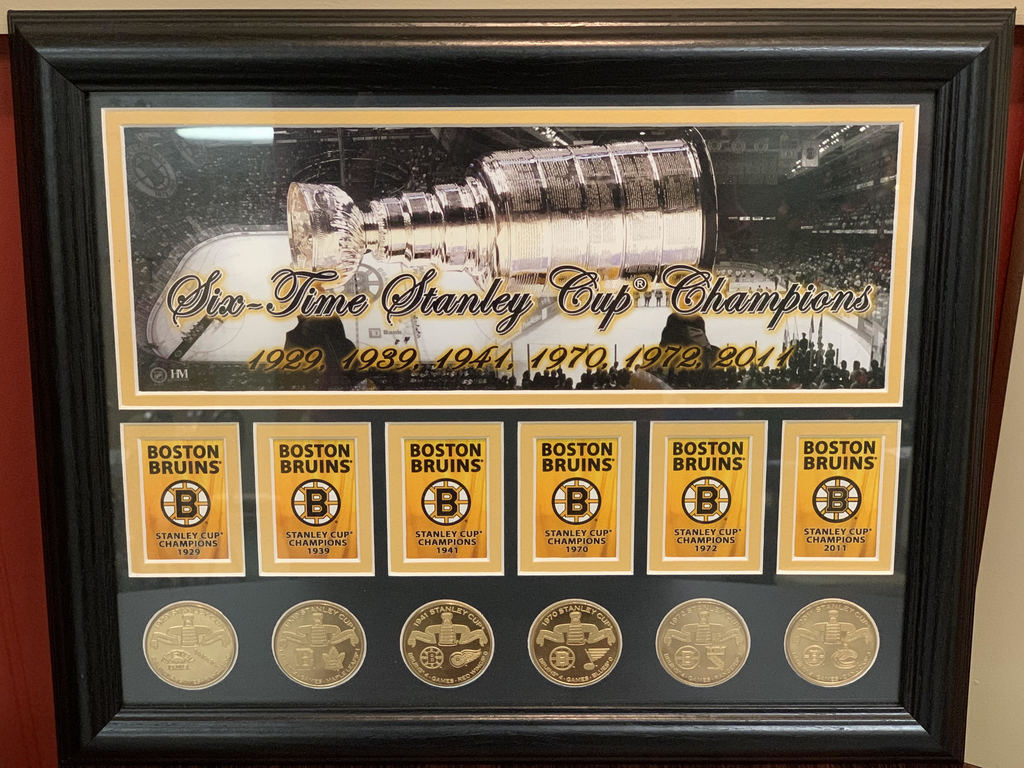 Six-Time Stanley Cup® Champions
1929, 1939, 1941, 1970, 1972, 2011
HM
BOSTON
BRUINS
B
STANLEY CUP
CHAMPIONS
1929
BOSTON
BRUINS
B
STANLEY CUP
CHAMPIONS
1939
BOSTON
BRUINS
B
STANLEY CUP
CHAMPIONS
1941
BOSTON
BRUINS
B
STANLEY CUP
CHAMPIONS
1970
BOSTON
BRUINS
B
STANLEY CUP
CHAMPIONS
1972
BOSTON
BRUINS
B
STANLEY CUP
CHAMPIONS
2011
1941 STANLEY CUP
1970 STANLEY CUP